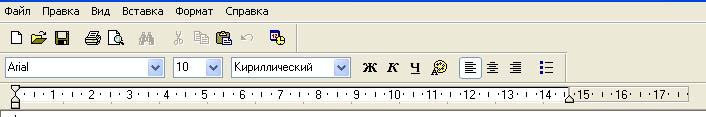 Файл Правка Вид Вставка Формат Справка
Arial 10 Кириллический Ж К Ч
1 2 3 4 5 6 7 8 9 10 11 12 13 14 15 16 17